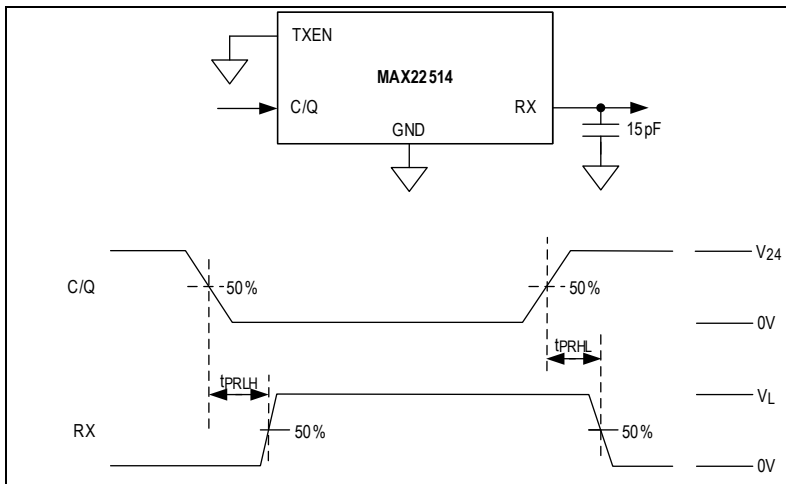 TXEN
MAX22514
C/Q
RX
GND
15pF
V24
C/Q
50%
50%
0V
tPRHL
tPRLH
VL
RX
50%
50%
0V